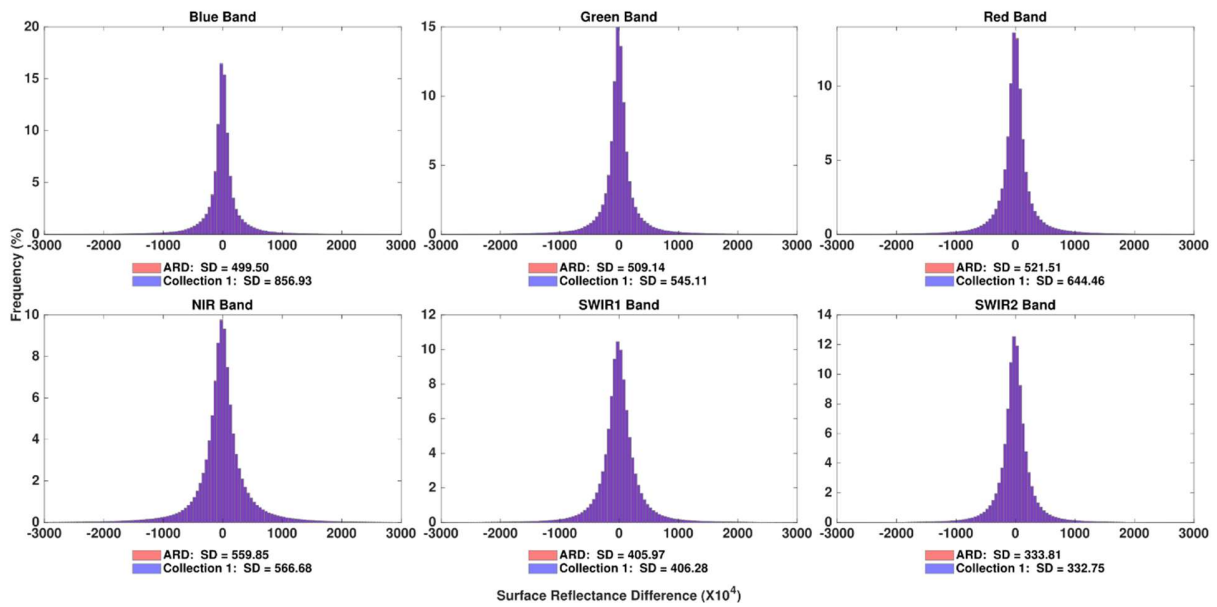 Blue Band
Green Band
Red Band
20
15
10
5
0
-3000 -2000 -1000 0 1000 2000 3000
15
10
5
0
-3000 -2000 -1000 0 1000 2000 3000
10
5
0
-3000 -2000 -1000 0 1000 2000 3000
ARD: SD = 499.50
Collection 1: SD = 856.93
ARD: SD = 509.14
Collection 1: SD = 545.11
ARD: SD = 521.51
Collection 1: SD = 644.46
Frequency (%)
NIR Band
SWIR1 Band
SWIR2 Band
10
8
6
4
2
0
-3000 -2000 -1000 0 1000 2000 3000
12
10
8
6
4
2
0
-3000 -2000 -1000 0 1000 2000 3000
14
12
10
8
6
4
2
0
-3000 -2000 -1000 0 1000 2000 3000
ARD: SD = 559.85
Collection 1: SD = 566.68
ARD: SD = 405.97
Collection 1: SD = 406.28
ARD: SD = 333.81
Collection 1: SD = 332.75
Surface Reflectance Difference (X10⁴)